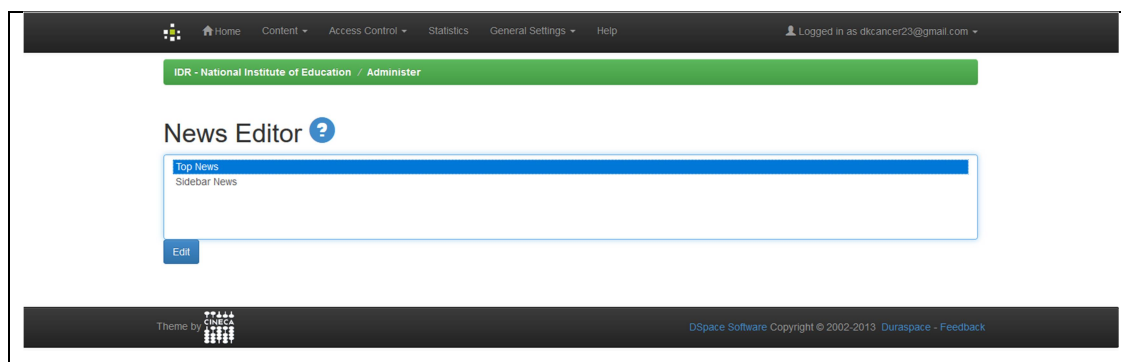 Home Content Access Control Statistics General Settings Help Logged in as dkcancer23@gmail.com
IDR - National Institute of Education / Administer
News Editor ?
Top News
Sidebar News
Edit
Theme by CINECA
DSpace Software Copyright © 2002-2013 Duraspace - Feedback